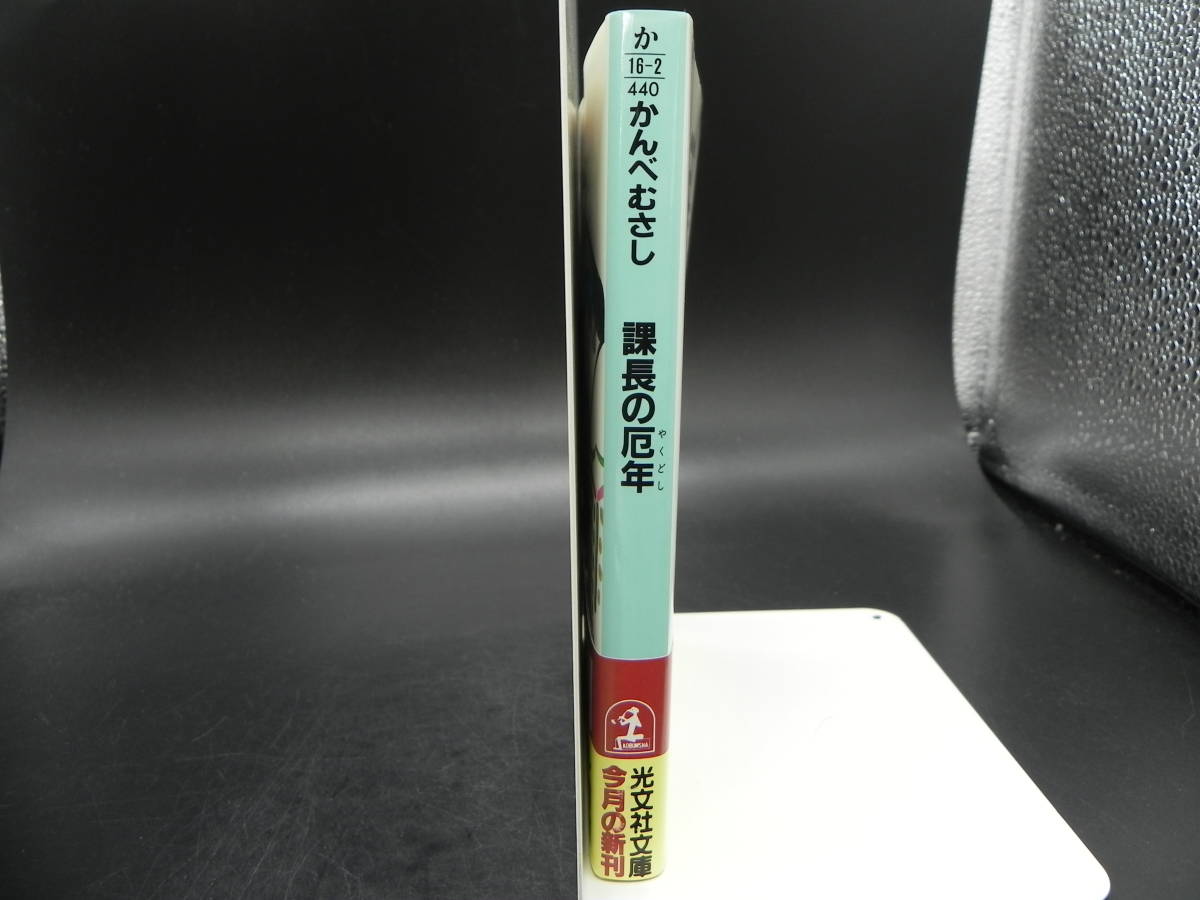 か
16-2
440
かんべむさし
課長の厄年
やくどし
KOBUNSHA
光文社文庫
今月の新刊